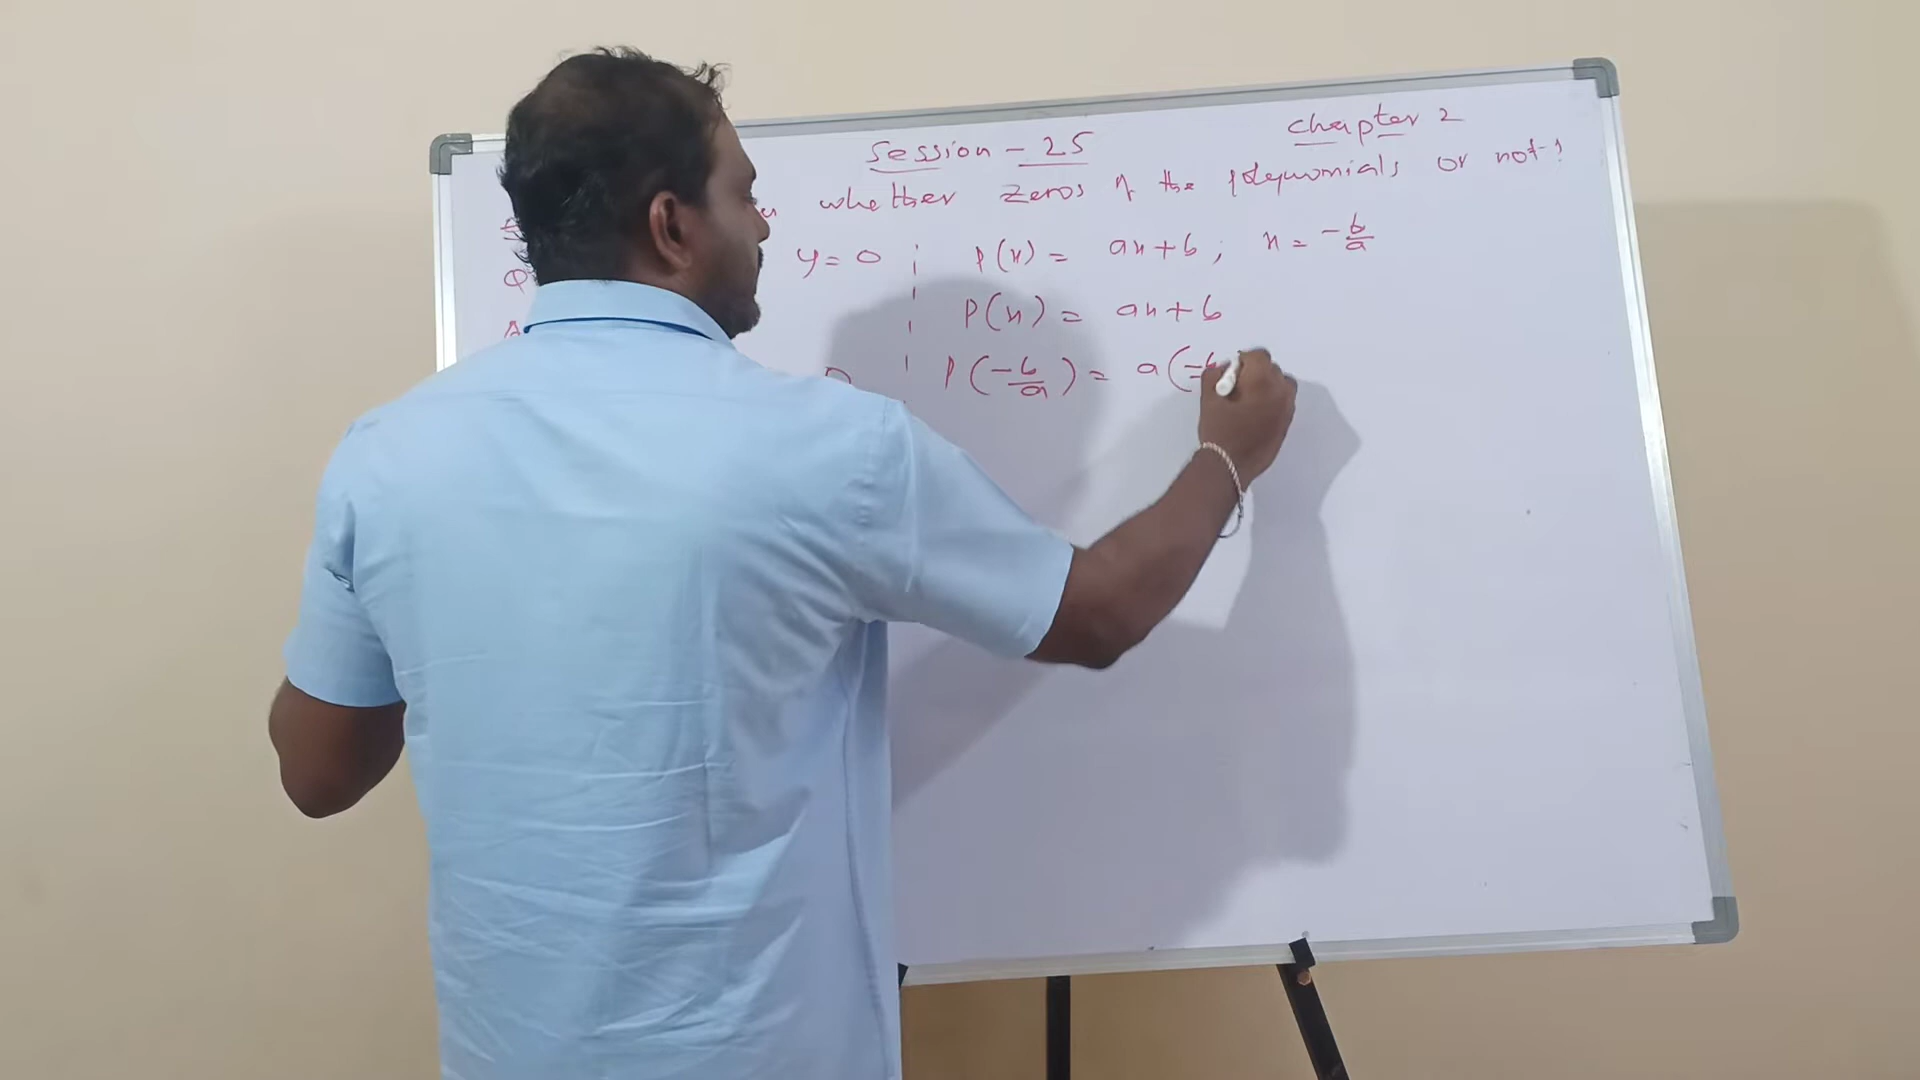 Session - 25
Chapter 2
whether zeros of the polynomials or not?
y = 0
P(x) = ax + b ; x = -b/a
P(x) = ax + b
P(-b/a) = a(-b